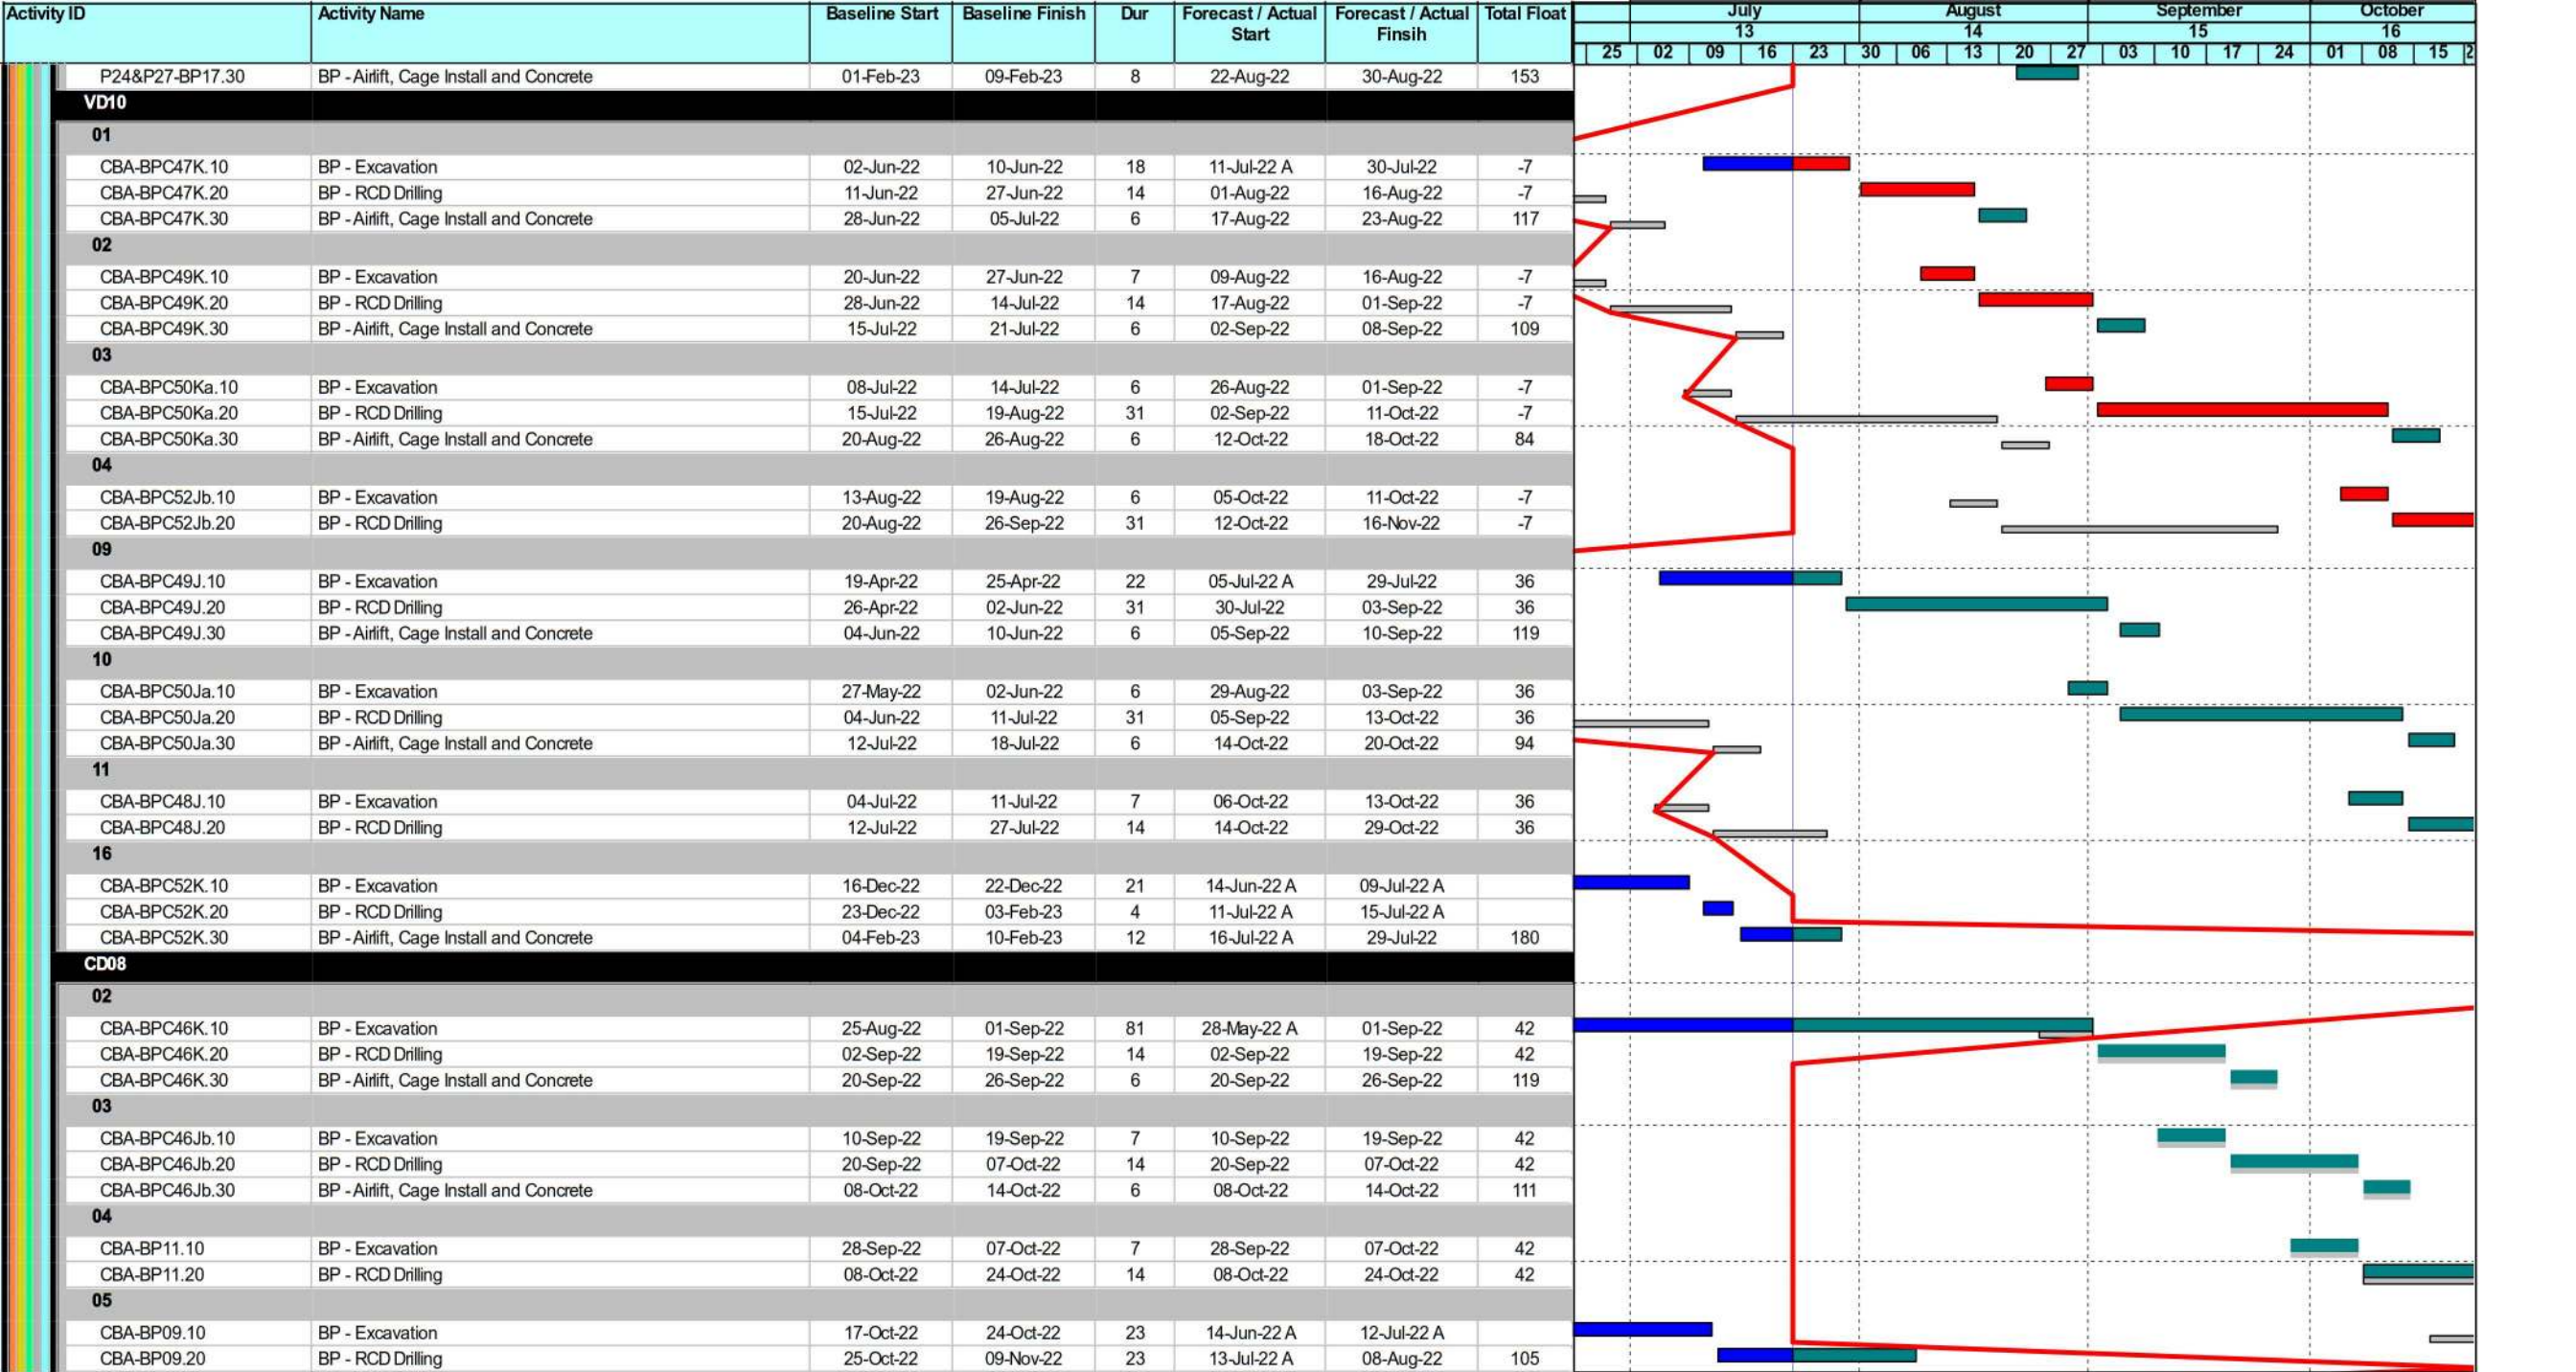 Activity ID Activity Name Baseline Start Baseline Finish Dur Forecast / Actual Start Forecast / Actual Finsih Total Float
July August September October
13 14 15 16
25 02 09 16 23 30 06 13 20 27 03 10 17 24 01 08 15 2
P24&P27-BP17.30 BP - Airlift, Cage Install and Concrete 01-Feb-23 09-Feb-23 8 22-Aug-22 30-Aug-22 153
VD10
01
CBA-BPC47K.10 BP - Excavation 02-Jun-22 10-Jun-22 18 11-Jul-22 A 30-Jul-22 -7
CBA-BPC47K.20 BP - RCD Drilling 11-Jun-22 27-Jun-22 14 01-Aug-22 16-Aug-22 -7
CBA-BPC47K.30 BP - Airlift, Cage Install and Concrete 28-Jun-22 05-Jul-22 6 17-Aug-22 23-Aug-22 117
02
CBA-BPC49K.10 BP - Excavation 20-Jun-22 27-Jun-22 7 09-Aug-22 16-Aug-22 -7
CBA-BPC49K.20 BP - RCD Drilling 28-Jun-22 14-Jul-22 14 17-Aug-22 01-Sep-22 -7
CBA-BPC49K.30 BP - Airlift, Cage Install and Concrete 15-Jul-22 21-Jul-22 6 02-Sep-22 08-Sep-22 109
03
CBA-BPC50Ka.10 BP - Excavation 08-Jul-22 14-Jul-22 6 26-Aug-22 01-Sep-22 -7
CBA-BPC50Ka.20 BP - RCD Drilling 15-Jul-22 19-Aug-22 31 02-Sep-22 11-Oct-22 -7
CBA-BPC50Ka.30 BP - Airlift, Cage Install and Concrete 20-Aug-22 26-Aug-22 6 12-Oct-22 18-Oct-22 84
04
CBA-BPC52Jb.10 BP - Excavation 13-Aug-22 19-Aug-22 6 05-Oct-22 11-Oct-22 -7
CBA-BPC52Jb.20 BP - RCD Drilling 20-Aug-22 26-Sep-22 31 12-Oct-22 16-Nov-22 -7
09
CBA-BPC49J.10 BP - Excavation 19-Apr-22 25-Apr-22 22 05-Jul-22 A 29-Jul-22 36
CBA-BPC49J.20 BP - RCD Drilling 26-Apr-22 02-Jun-22 31 30-Jul-22 03-Sep-22 36
CBA-BPC49J.30 BP - Airlift, Cage Install and Concrete 04-Jun-22 10-Jun-22 6 05-Sep-22 10-Sep-22 119
10
CBA-BPC50Ja.10 BP - Excavation 27-May-22 02-Jun-22 6 29-Aug-22 03-Sep-22 36
CBA-BPC50Ja.20 BP - RCD Drilling 04-Jun-22 11-Jul-22 31 05-Sep-22 13-Oct-22 36
CBA-BPC50Ja.30 BP - Airlift, Cage Install and Concrete 12-Jul-22 18-Jul-22 6 14-Oct-22 20-Oct-22 94
11
CBA-BPC48J.10 BP - Excavation 04-Jul-22 11-Jul-22 7 06-Oct-22 13-Oct-22 36
CBA-BPC48J.20 BP - RCD Drilling 12-Jul-22 27-Jul-22 14 14-Oct-22 29-Oct-22 36
16
CBA-BPC52K.10 BP - Excavation 16-Dec-22 22-Dec-22 21 14-Jun-22 A 09-Jul-22 A
CBA-BPC52K.20 BP - RCD Drilling 23-Dec-22 03-Feb-23 4 11-Jul-22 A 15-Jul-22 A
CBA-BPC52K.30 BP - Airlift, Cage Install and Concrete 04-Feb-23 10-Feb-23 12 16-Jul-22 A 29-Jul-22 180
CD08
02
CBA-BPC46K.10 BP - Excavation 25-Aug-22 01-Sep-22 81 28-May-22 A 01-Sep-22 42
CBA-BPC46K.20 BP - RCD Drilling 02-Sep-22 19-Sep-22 14 02-Sep-22 19-Sep-22 42
CBA-BPC46K.30 BP - Airlift, Cage Install and Concrete 20-Sep-22 26-Sep-22 6 20-Sep-22 26-Sep-22 119
03
CBA-BPC46Jb.10 BP - Excavation 10-Sep-22 19-Sep-22 7 10-Sep-22 19-Sep-22 42
CBA-BPC46Jb.20 BP - RCD Drilling 20-Sep-22 07-Oct-22 14 20-Sep-22 07-Oct-22 42
CBA-BPC46Jb.30 BP - Airlift, Cage Install and Concrete 08-Oct-22 14-Oct-22 6 08-Oct-22 14-Oct-22 111
04
CBA-BP11.10 BP - Excavation 28-Sep-22 07-Oct-22 7 28-Sep-22 07-Oct-22 42
CBA-BP11.20 BP - RCD Drilling 08-Oct-22 24-Oct-22 14 08-Oct-22 24-Oct-22 42
05
CBA-BP09.10 BP - Excavation 17-Oct-22 24-Oct-22 23 14-Jun-22 A 12-Jul-22 A
CBA-BP09.20 BP - RCD Drilling 25-Oct-22 09-Nov-22 23 13-Jul-22 A 08-Aug-22 105